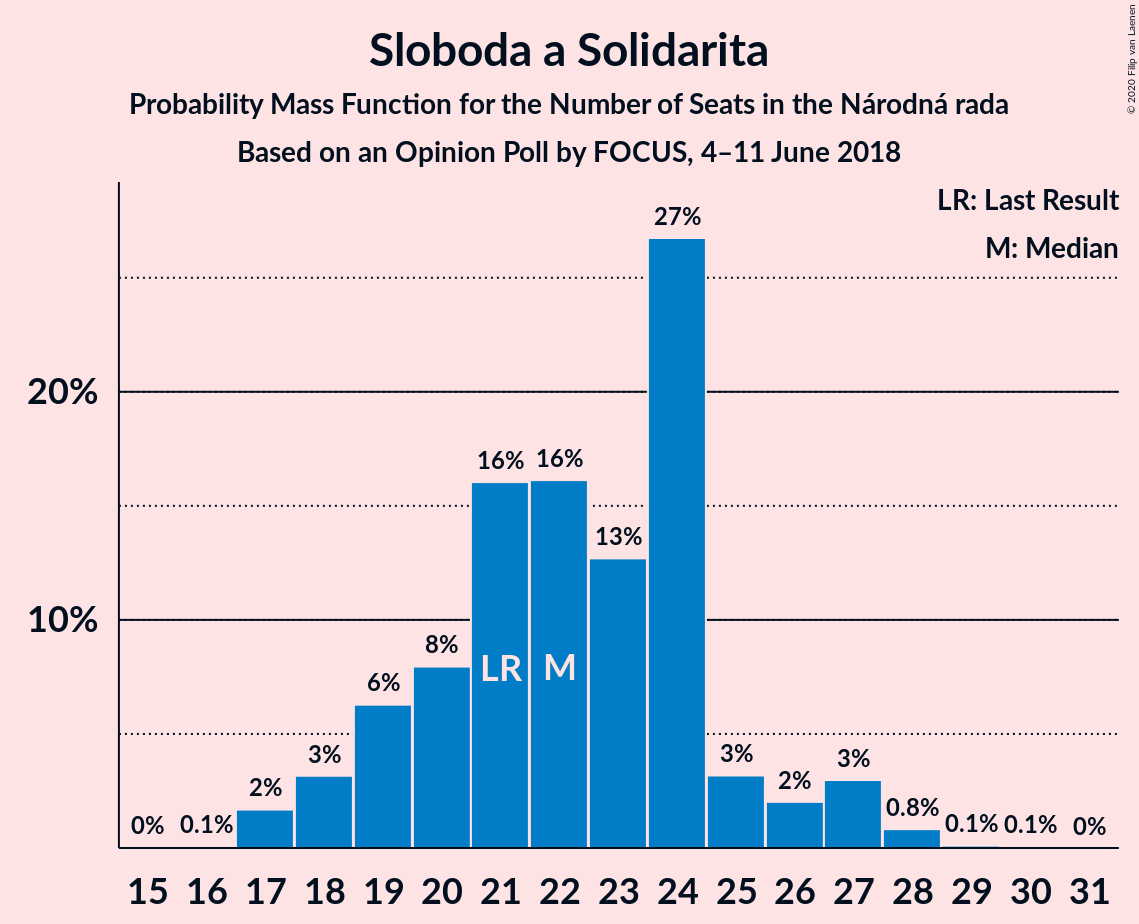 Sloboda a Solidarita
Probability Mass Function for the Number of Seats in the Národná rada
Based on an Opinion Poll by FOCUS, 4–11 June 2018
© 2020 Filip van Laenen
LR: Last Result
M: Median
27%
20%
16% 16%
13%
10%
8%
LR M
6%
3% 3% 3%
2% 2%
0% 0.1% 0.8% 0.1% 0.1% 0%
15 16 17 18 19 20 21 22 23 24 25 26 27 28 29 30 31